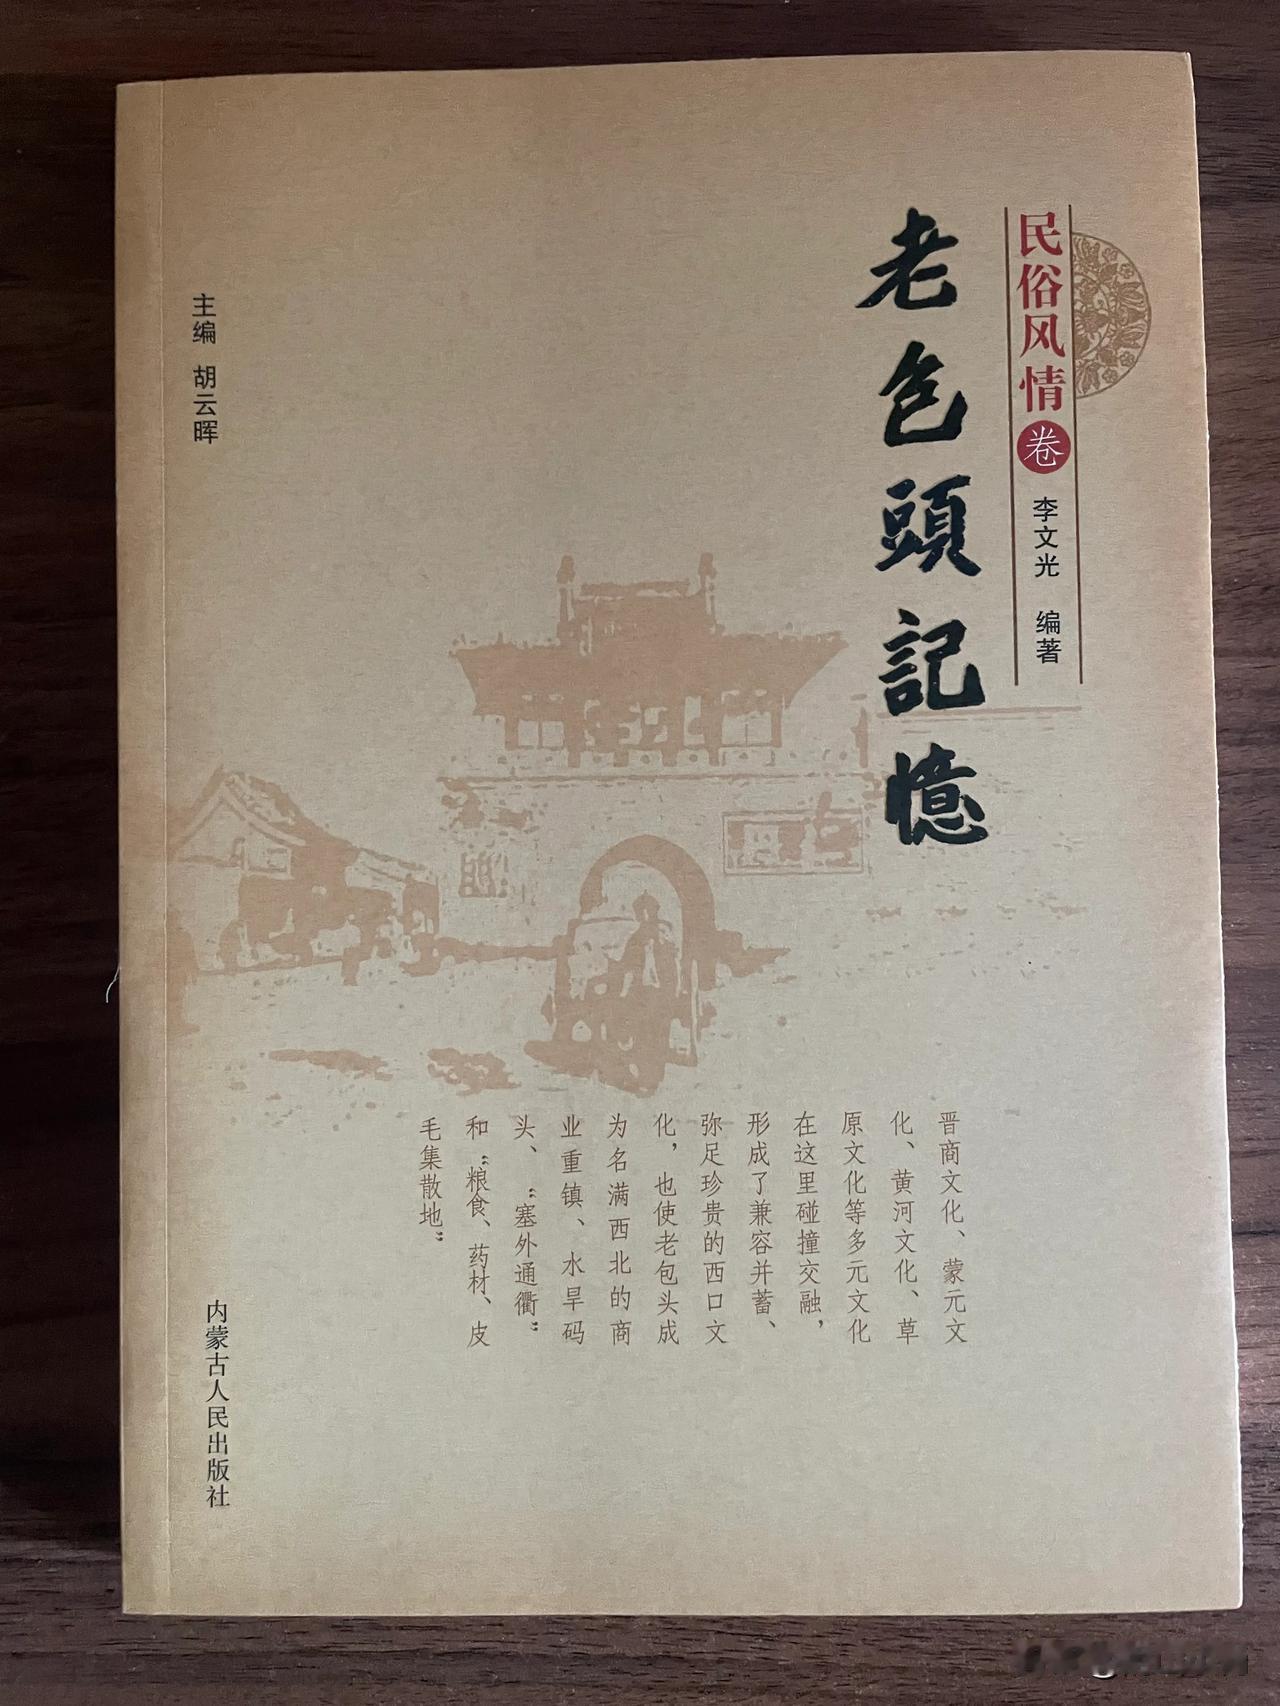 民俗风情卷
李文光 编著
老包頭記憶
主编 胡云晖
晋商文化、蒙元文
化、黄河文化、草
原文化等多元文化
在这里碰撞交融，
形成了兼容并蓄、
弥足珍贵的西口文
化，也使老包头成
为名满西北的商
业重镇、水旱码
头、“塞外通衢”
和“粮食、药材、皮
毛集散地”
内蒙古人民出版社